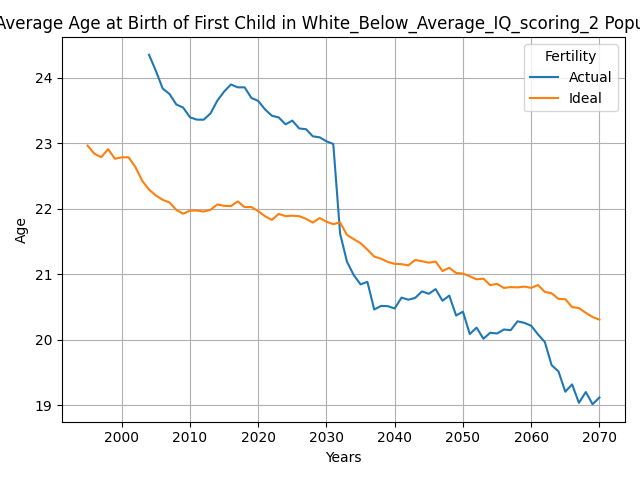 Average Age at Birth of First Child in White_Below_Average_IQ_scoring_2 Popu
Fertility
Actual
Ideal
Age
24
23
22
21
20
19
2000 2010 2020 2030 2040 2050 2060 2070
Years